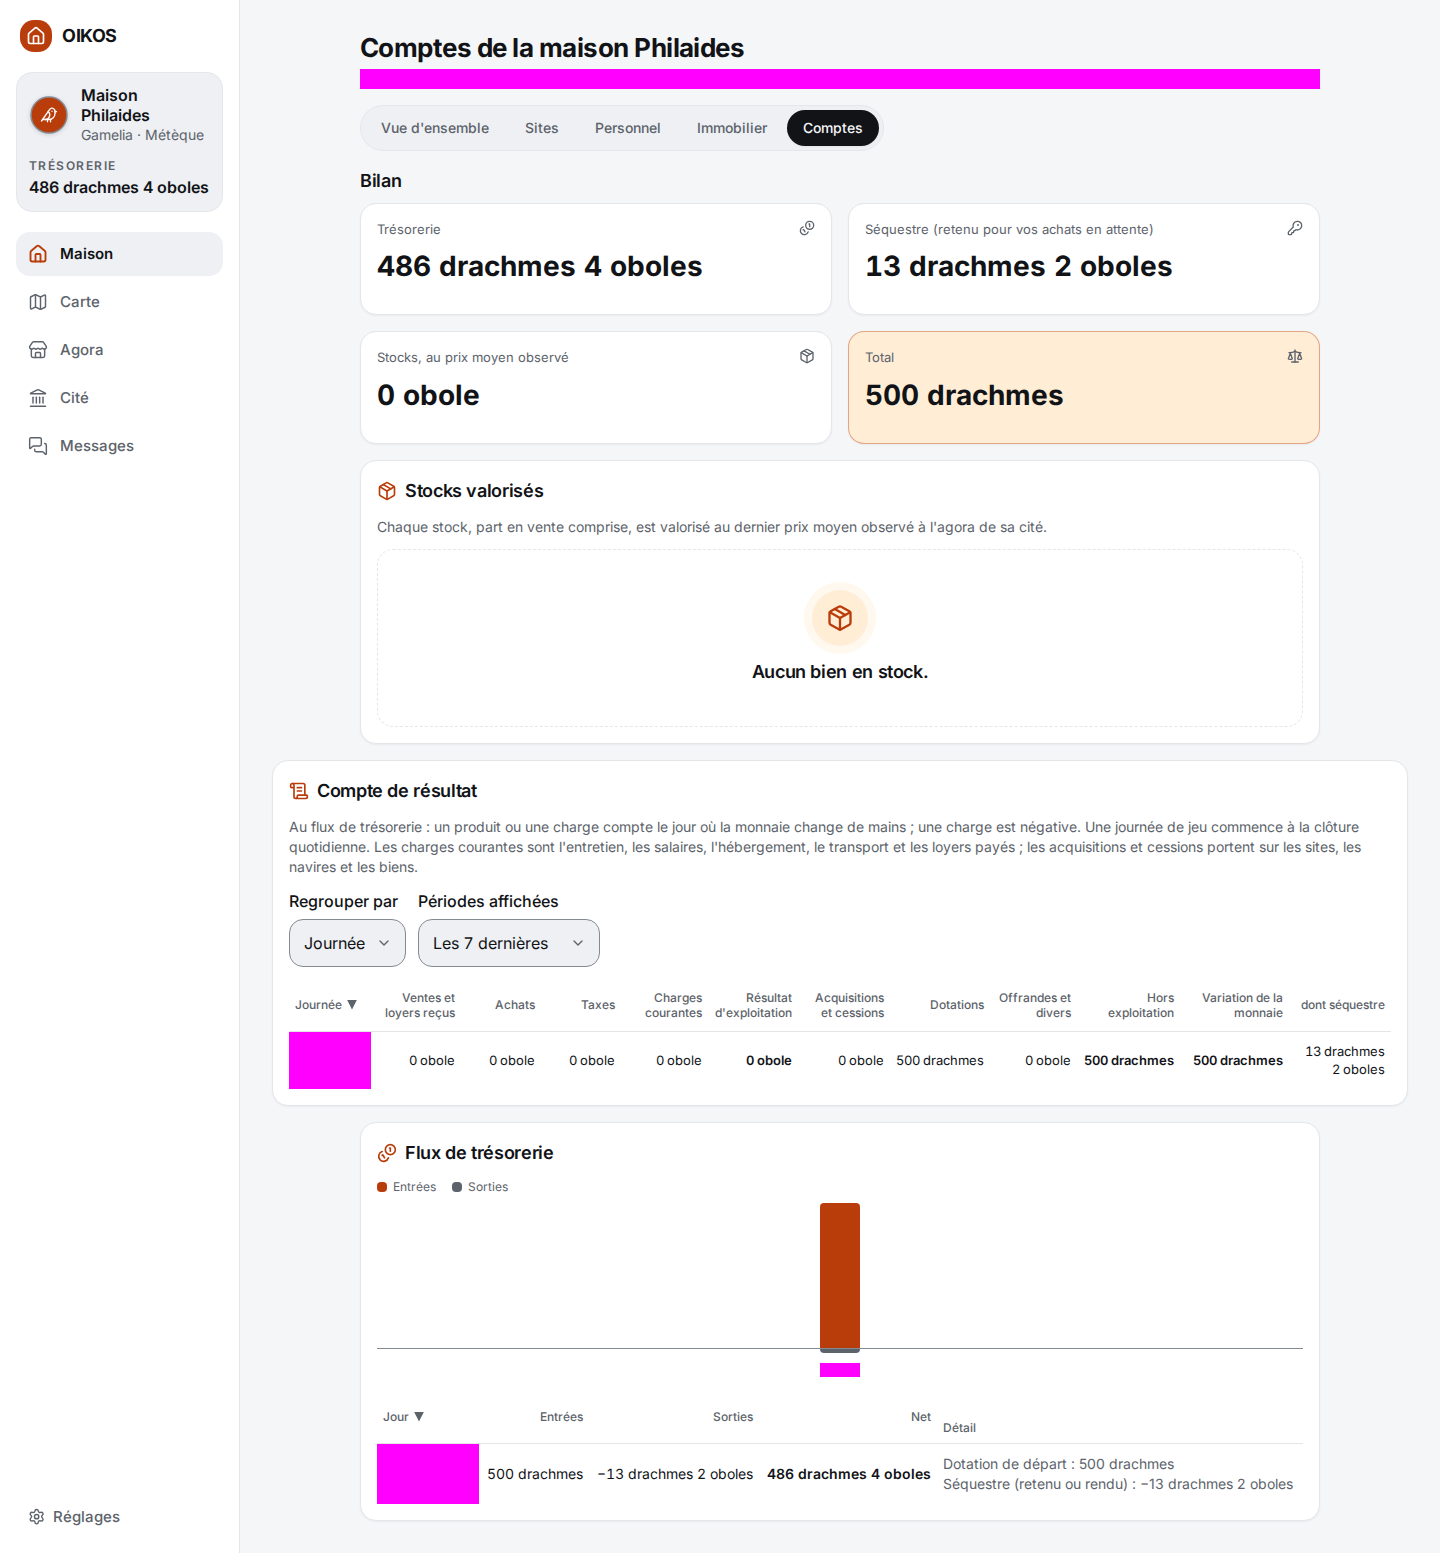 OIKOS
Maison
Philaides
Gamelia · Métèque
TRÉSORERIE
486 drachmes 4 oboles
Maison
Carte
Agora
Cité
Messages
Réglages
Comptes de la maison Philaides
Vue d'ensemble
Sites
Personnel
Immobilier
Comptes
Bilan
Trésorerie
486 drachmes 4 oboles
Séquestre (retenu pour vos achats en attente)
13 drachmes 2 oboles
Stocks, au prix moyen observé
0 obole
Total
500 drachmes
Stocks valorisés
Chaque stock, part en vente comprise, est valorisé au dernier prix moyen observé à l'agora de sa cité.
Aucun bien en stock.
Compte de résultat
Au flux de trésorerie : un produit ou une charge compte le jour où la monnaie change de mains ; une charge est négative. Une journée de jeu commence à la clôture
quotidienne. Les charges courantes sont l'entretien, les salaires, l'hébergement, le transport et les loyers payés ; les acquisitions et cessions portent sur les sites, les
navires et les biens.
Regrouper par
Périodes affichées
Journée
Les 7 dernières
Journée ▼
Ventes et
loyers reçus
Achats
Taxes
Charges
courantes
Résultat
d'exploitation
Acquisitions
et cessions
Dotations
Offrandes et
divers
Hors
exploitation
Variation de la
monnaie
dont séquestre
0 obole
0 obole
0 obole
0 obole
0 obole
0 obole
500 drachmes
0 obole
500 drachmes
500 drachmes
13 drachmes
2 oboles
Flux de trésorerie
Entrées
Sorties
Jour ▼
Entrées
Sorties
Net
Détail
500 drachmes
−13 drachmes 2 oboles
486 drachmes 4 oboles
Dotation de départ : 500 drachmes
Séquestre (retenu ou rendu) : −13 drachmes 2 oboles